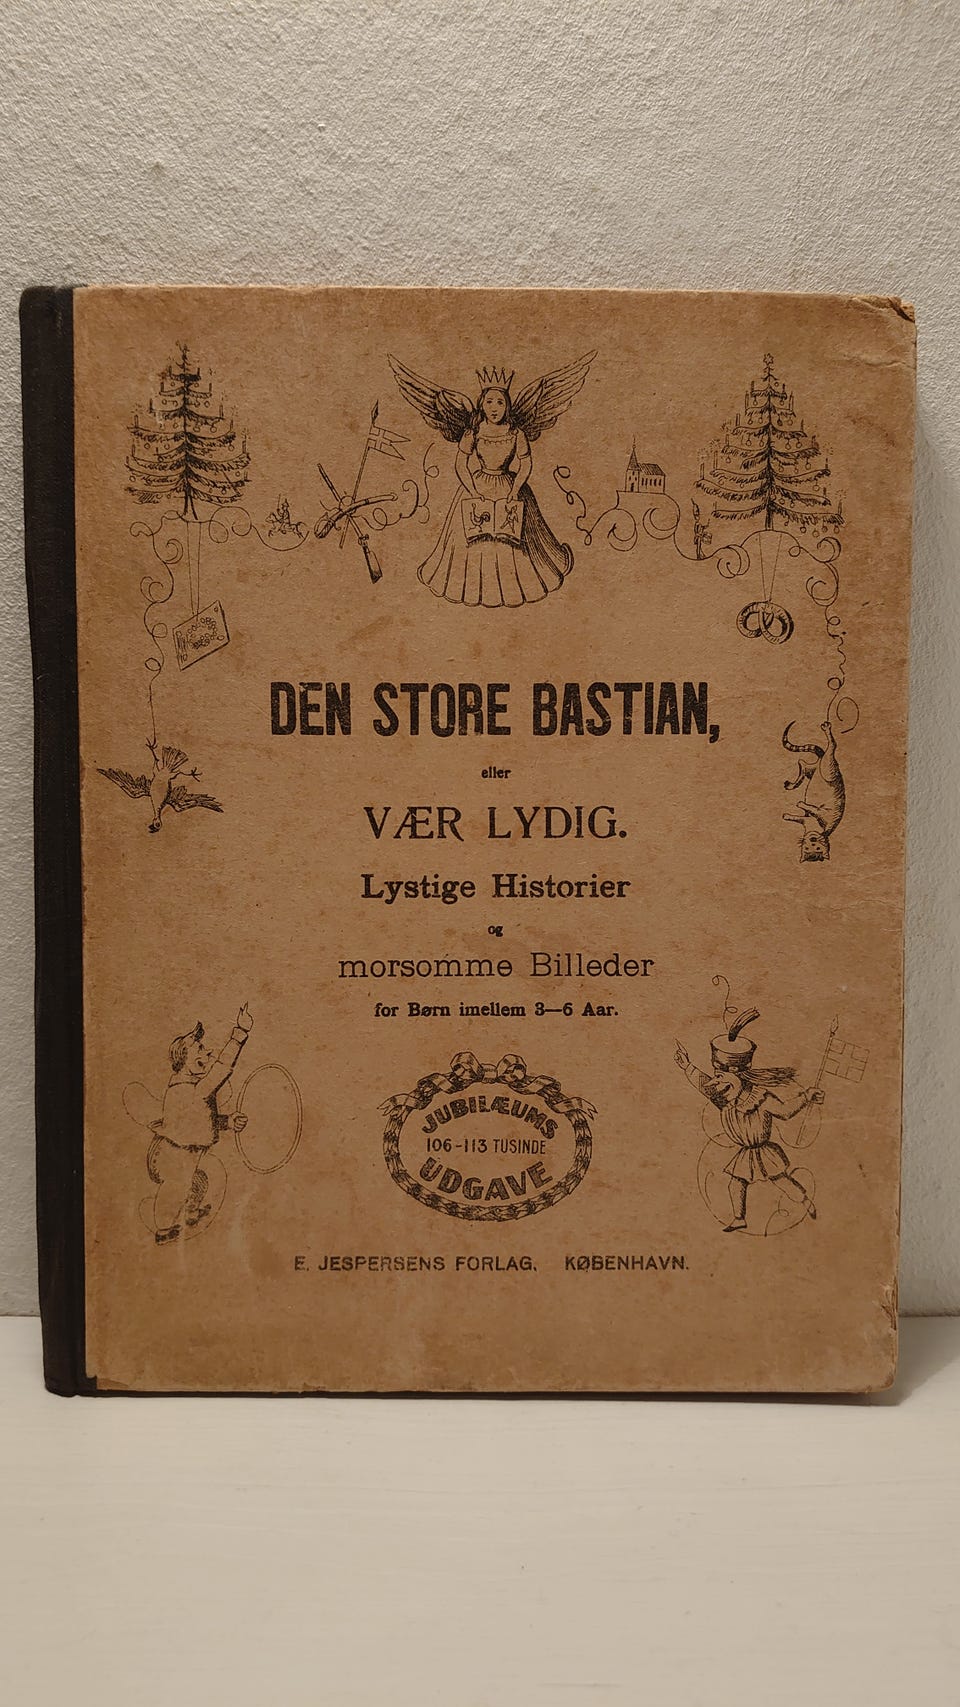 DEN STORE BASTIAN,
eller
VÆR LYDIG.
Lystige Historier
og
morsomme Billeder
for Børn imellem 3—6 Aar.
JUBILÆUMS
106-113 TUSINDE
UDGAVE
E. JESPERSENS FORLAG, KØBENHAVN.